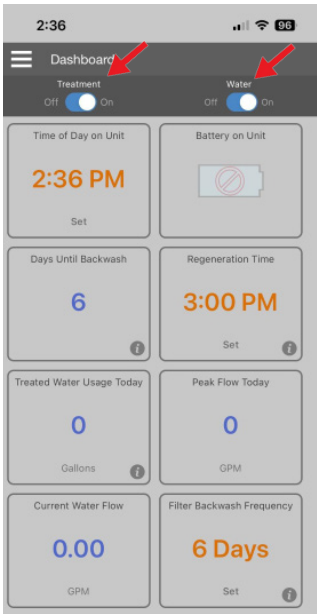 2:36
96
Dashboard
Treatment
Water
Off On
Off On
Time of Day on Unit
Battery on Unit
2:36 PM
Set
Days Until Backwash
Regeneration Time
6
3:00 PM
Set
i
i
Treated Water Usage Today
Peak Flow Today
0
0
Gallons
GPM
i
Current Water Flow
Filter Backwash Frequency
0.00
6 Days
GPM
Set
i